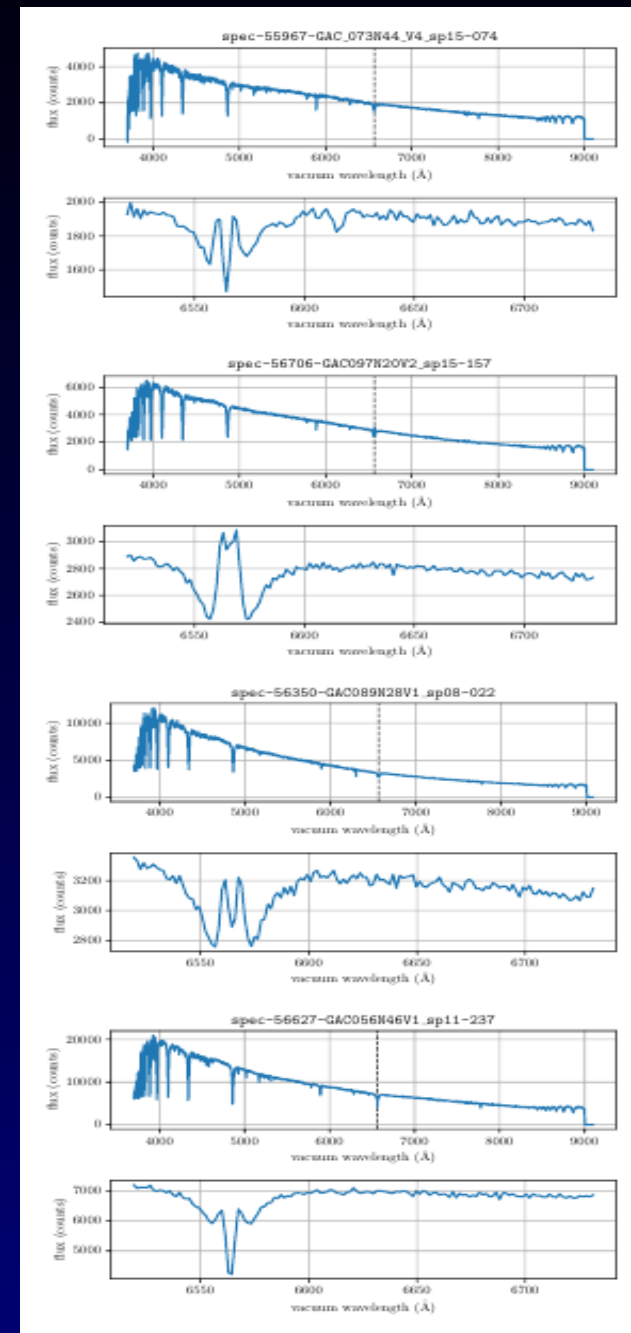 spec-55967-GAC_073N44_V4_sp15-074
flux (counts)
4000
2000
0
4000 5000 6000 7000 8000 9000
vacuum wavelength (Å)
flux (counts)
2000
1800
1600
6550 6600 6650 6700
vacuum wavelength (Å)
spec-56706-GAC097N20V2_sp15-157
flux (counts)
6000
4000
2000
0
4000 5000 6000 7000 8000 9000
vacuum wavelength (Å)
flux (counts)
3000
2800
2600
2400
6550 6600 6650 6700
vacuum wavelength (Å)
spec-56350-GAC089N28V1_sp08-022
flux (counts)
10000
5000
0
4000 5000 6000 7000 8000 9000
vacuum wavelength (Å)
flux (counts)
3200
3000
2800
6550 6600 6650 6700
vacuum wavelength (Å)
spec-56627-GAC056N46V1_sp11-237
flux (counts)
20000
10000
0
4000 5000 6000 7000 8000 9000
vacuum wavelength (Å)
flux (counts)
7000
6000
5000
6550 6600 6650 6700
vacuum wavelength (Å)